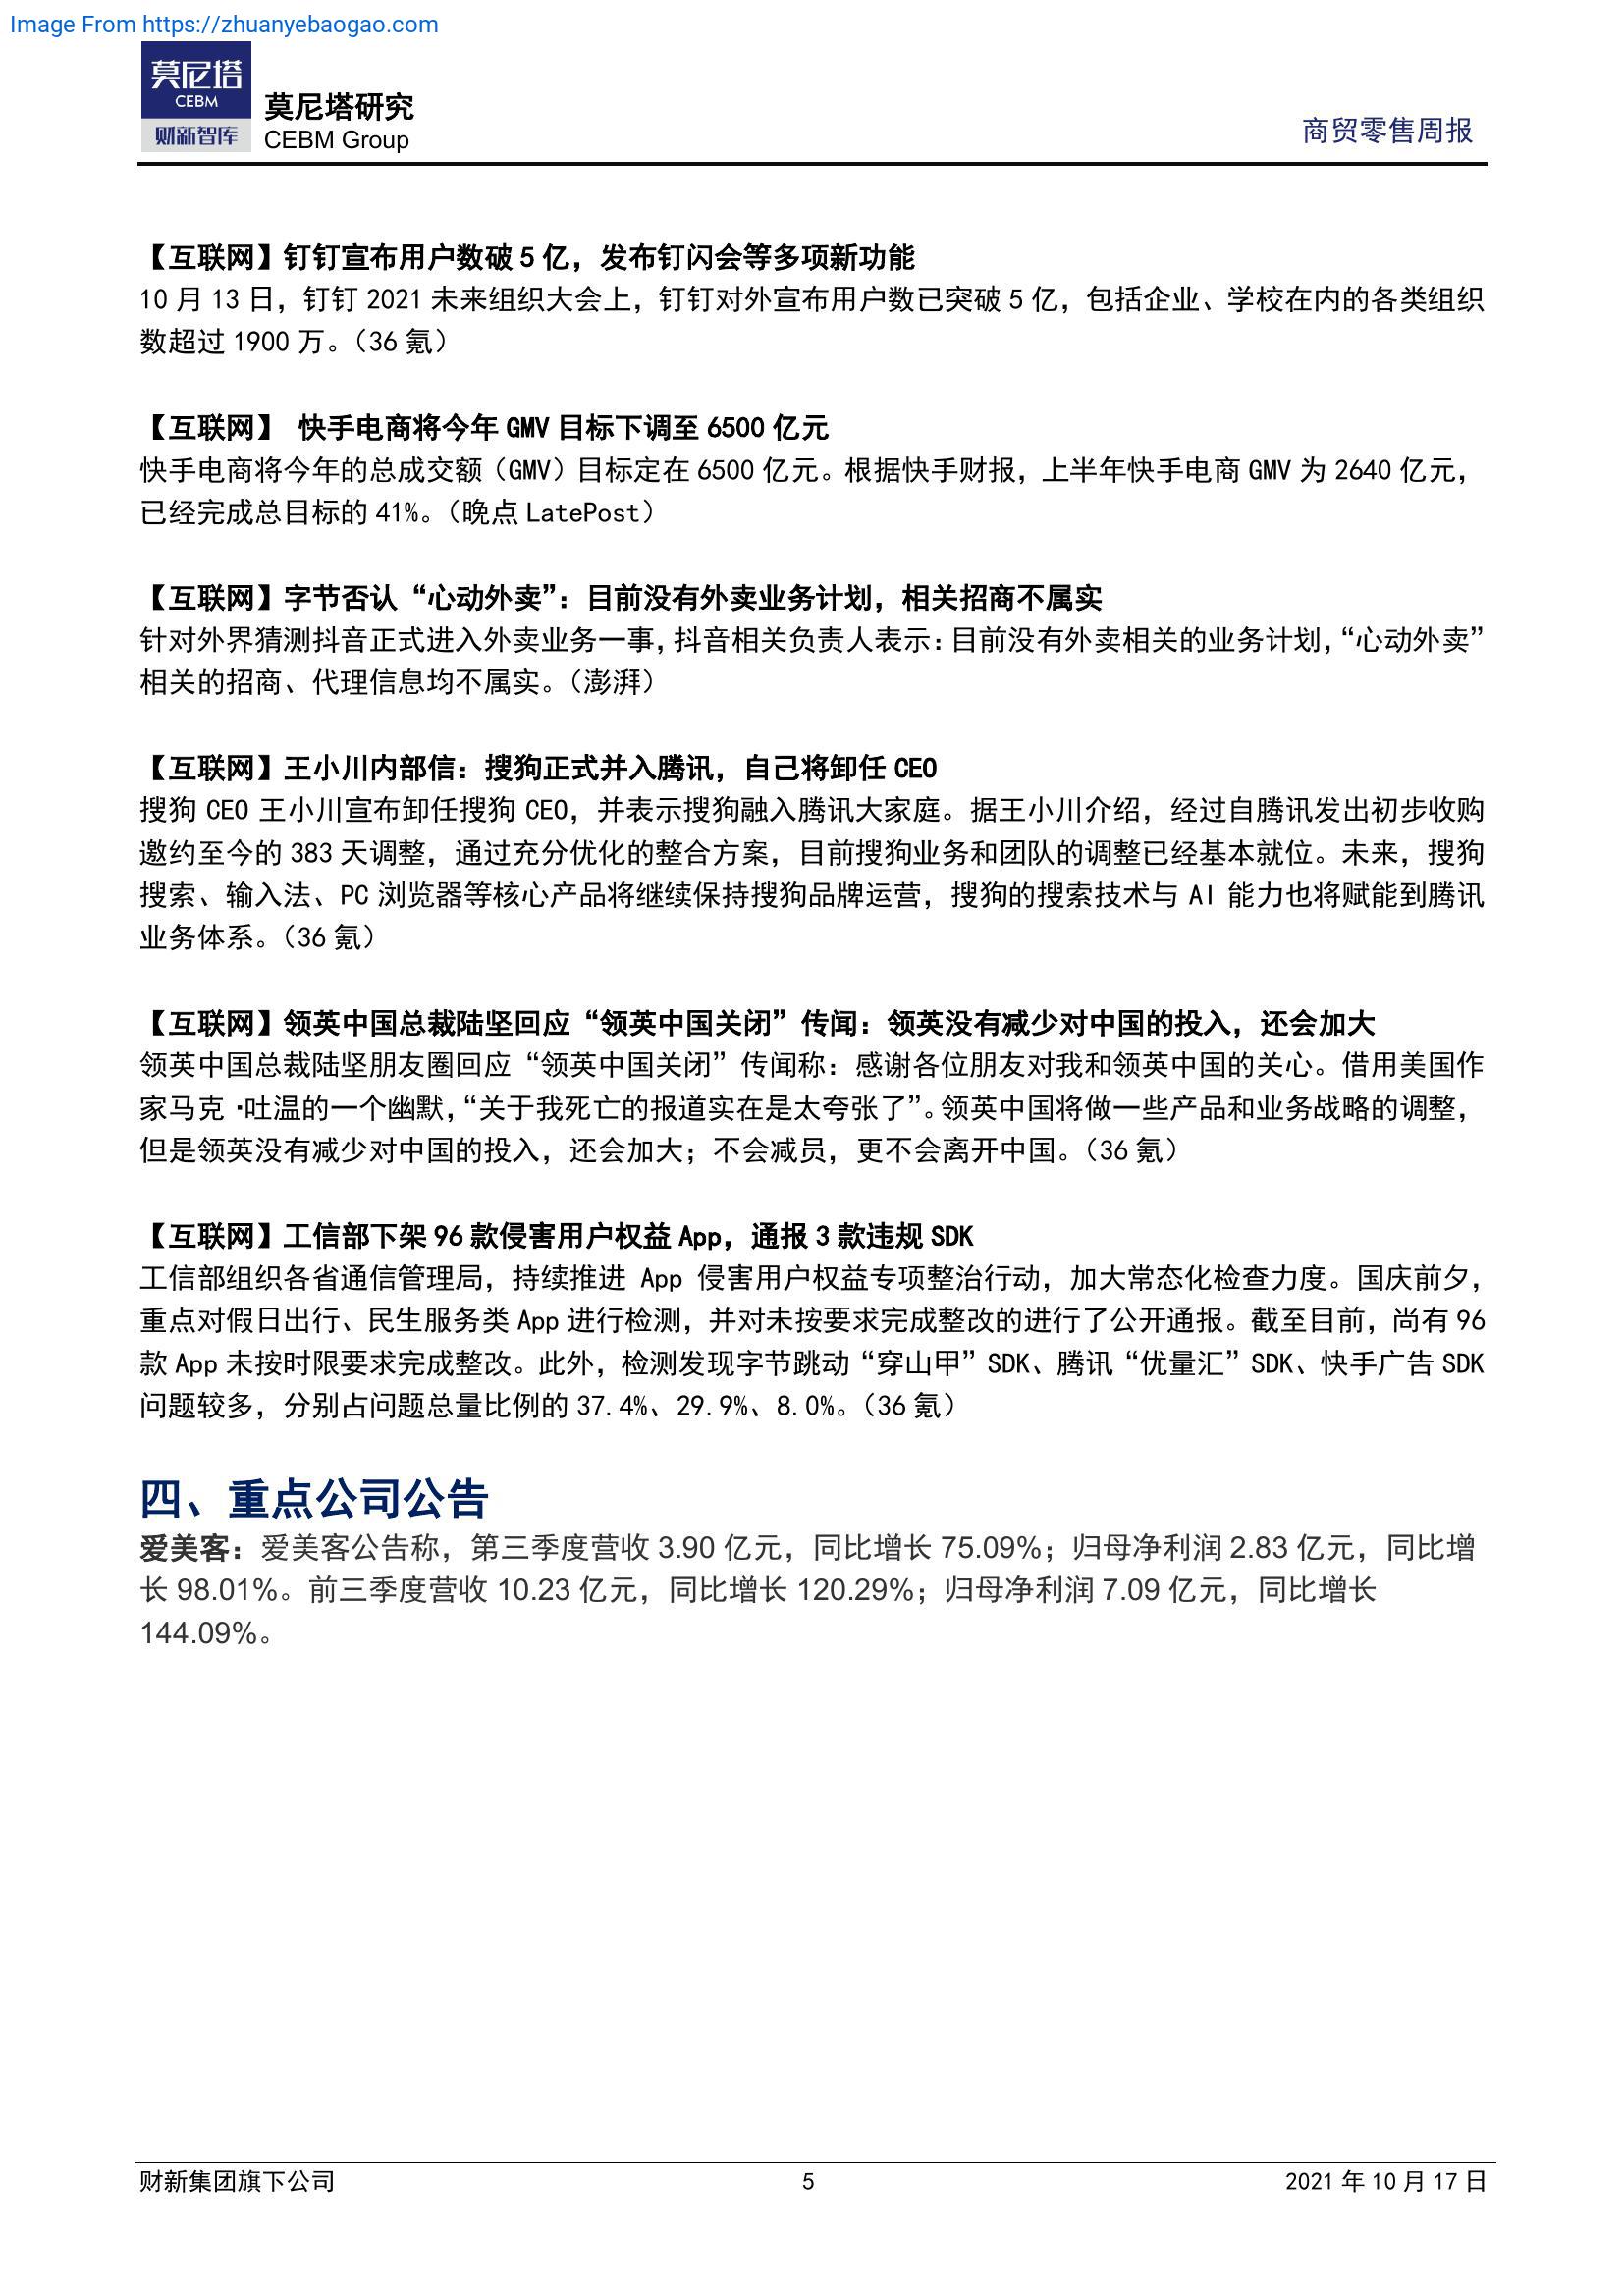 Image From https://zhuanyebaogao.com
莫尼塔
CEBM
财新智库
莫尼塔研究
CEBM Group
商贸零售周报
【互联网】钉钉宣布用户数破 5 亿，发布钉闪会等多项新功能
10 月 13 日，钉钉 2021 未来组织大会上，钉钉对外宣布用户数已突破 5 亿，包括企业、学校在内的各类组织
数超过 1900 万。（36 氪）
【互联网】 快手电商将今年 GMV 目标下调至 6500 亿元
快手电商将今年的总成交额（GMV）目标定在 6500 亿元。根据快手财报，上半年快手电商 GMV 为 2640 亿元，
已经完成总目标的 41%。（晚点 LatePost）
【互联网】字节否认“心动外卖”：目前没有外卖业务计划，相关招商不属实
针对外界猜测抖音正式进入外卖业务一事，抖音相关负责人表示：目前没有外卖相关的业务计划，“心动外卖”
相关的招商、代理信息均不属实。（澎湃）
【互联网】王小川内部信：搜狗正式并入腾讯，自己将卸任 CEO
搜狗 CEO 王小川宣布卸任搜狗 CEO，并表示搜狗融入腾讯大家庭。据王小川介绍，经过自腾讯发出初步收购
邀约至今的 383 天调整，通过充分优化的整合方案，目前搜狗业务和团队的调整已经基本就位。未来，搜狗
搜索、输入法、PC 浏览器等核心产品将继续保持搜狗品牌运营，搜狗的搜索技术与 AI 能力也将赋能到腾讯
业务体系。（36 氪）
【互联网】领英中国总裁陆坚回应“领英中国关闭”传闻：领英没有减少对中国的投入，还会加大
领英中国总裁陆坚朋友圈回应“领英中国关闭”传闻称：感谢各位朋友对我和领英中国的关心。借用美国作
家马克·吐温的一个幽默，“关于我死亡的报道实在是太夸张了”。领英中国将做一些产品和业务战略的调整，
但是领英没有减少对中国的投入，还会加大；不会减员，更不会离开中国。（36 氪）
【互联网】工信部下架 96 款侵害用户权益 App，通报 3 款违规 SDK
工信部组织各省通信管理局，持续推进 App 侵害用户权益专项整治行动，加大常态化检查力度。国庆前夕，
重点对假日出行、民生服务类 App 进行检测，并对未按要求完成整改的进行了公开通报。截至目前，尚有 96
款 App 未按时限要求完成整改。此外，检测发现字节跳动“穿山甲”SDK、腾讯“优量汇”SDK、快手广告 SDK
问题较多，分别占问题总量比例的 37.4%、29.9%、8.0%。（36 氪）
四、重点公司公告
爱美客：爱美客公告称，第三季度营收 3.90 亿元，同比增长 75.09%；归母净利润 2.83 亿元，同比增
长 98.01%。前三季度营收 10.23 亿元，同比增长 120.29%；归母净利润 7.09 亿元，同比增长
144.09%。
财新集团旗下公司
5
2021 年 10 月 17 日